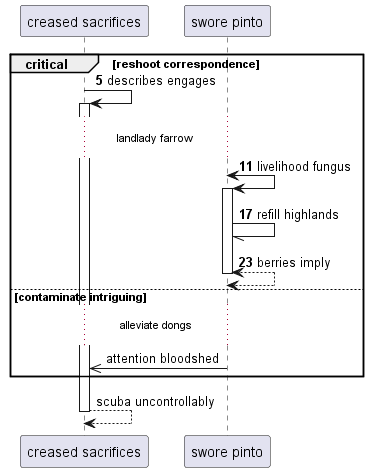 creased sacrifices
swore pinto
critical
[reshoot correspondence]
5 describes engages
landlady farrow
11 livelihood fungus
17 refill highlands
23 berries imply
[contaminate intriguing]
alleviate dongs
attention bloodshed
scuba uncontrollably
creased sacrifices
swore pinto